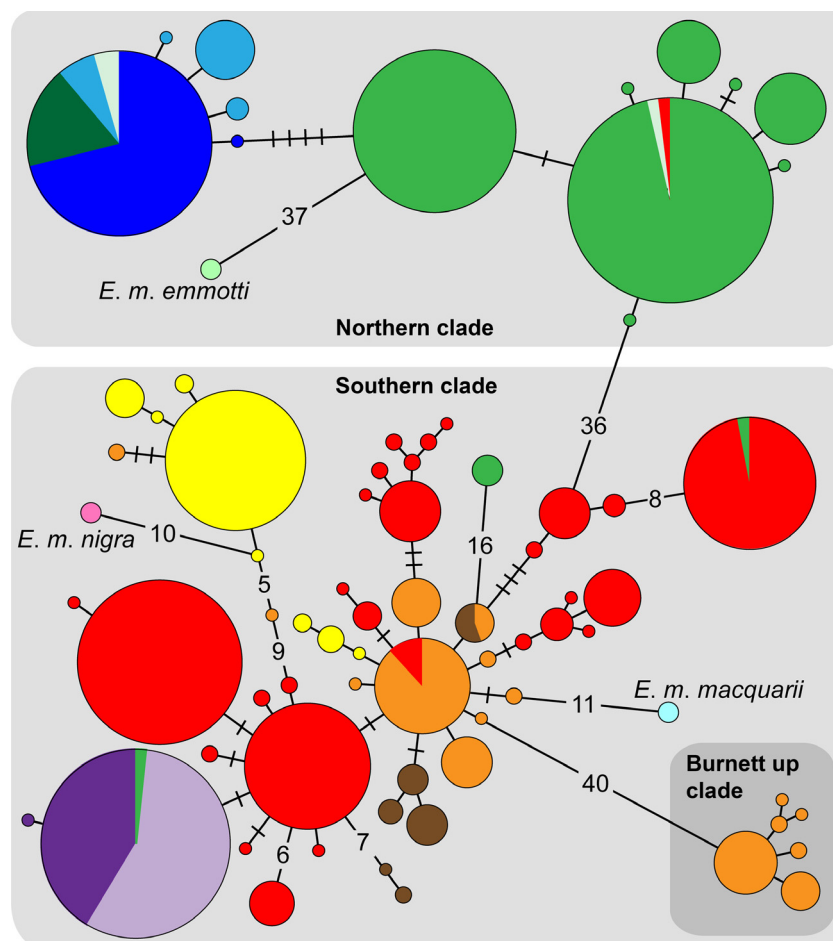 37
E. m. emmotti
Northern clade
Southern clade
36
8
E. m. nigra
10
16
5
9
E. m. macquarii
11
Burnett up
clade
40
7
6